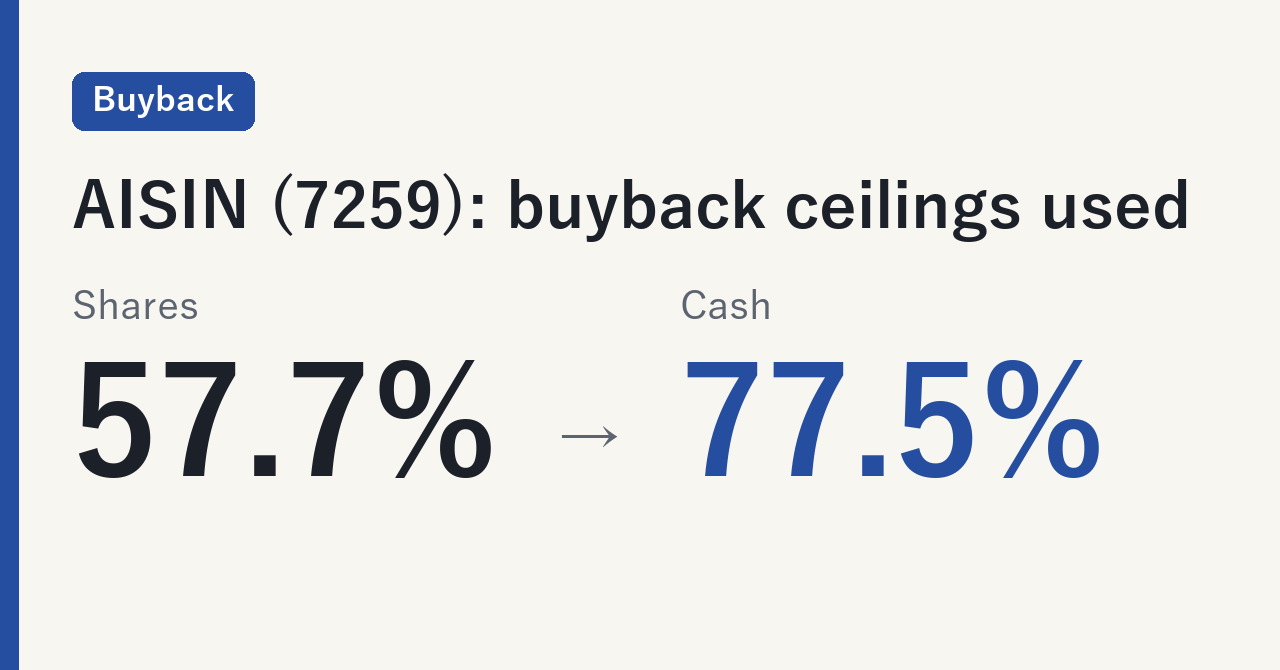 Buyback
AISIN (7259): buyback ceilings used
Shares
Cash
57.7% → 77.5%